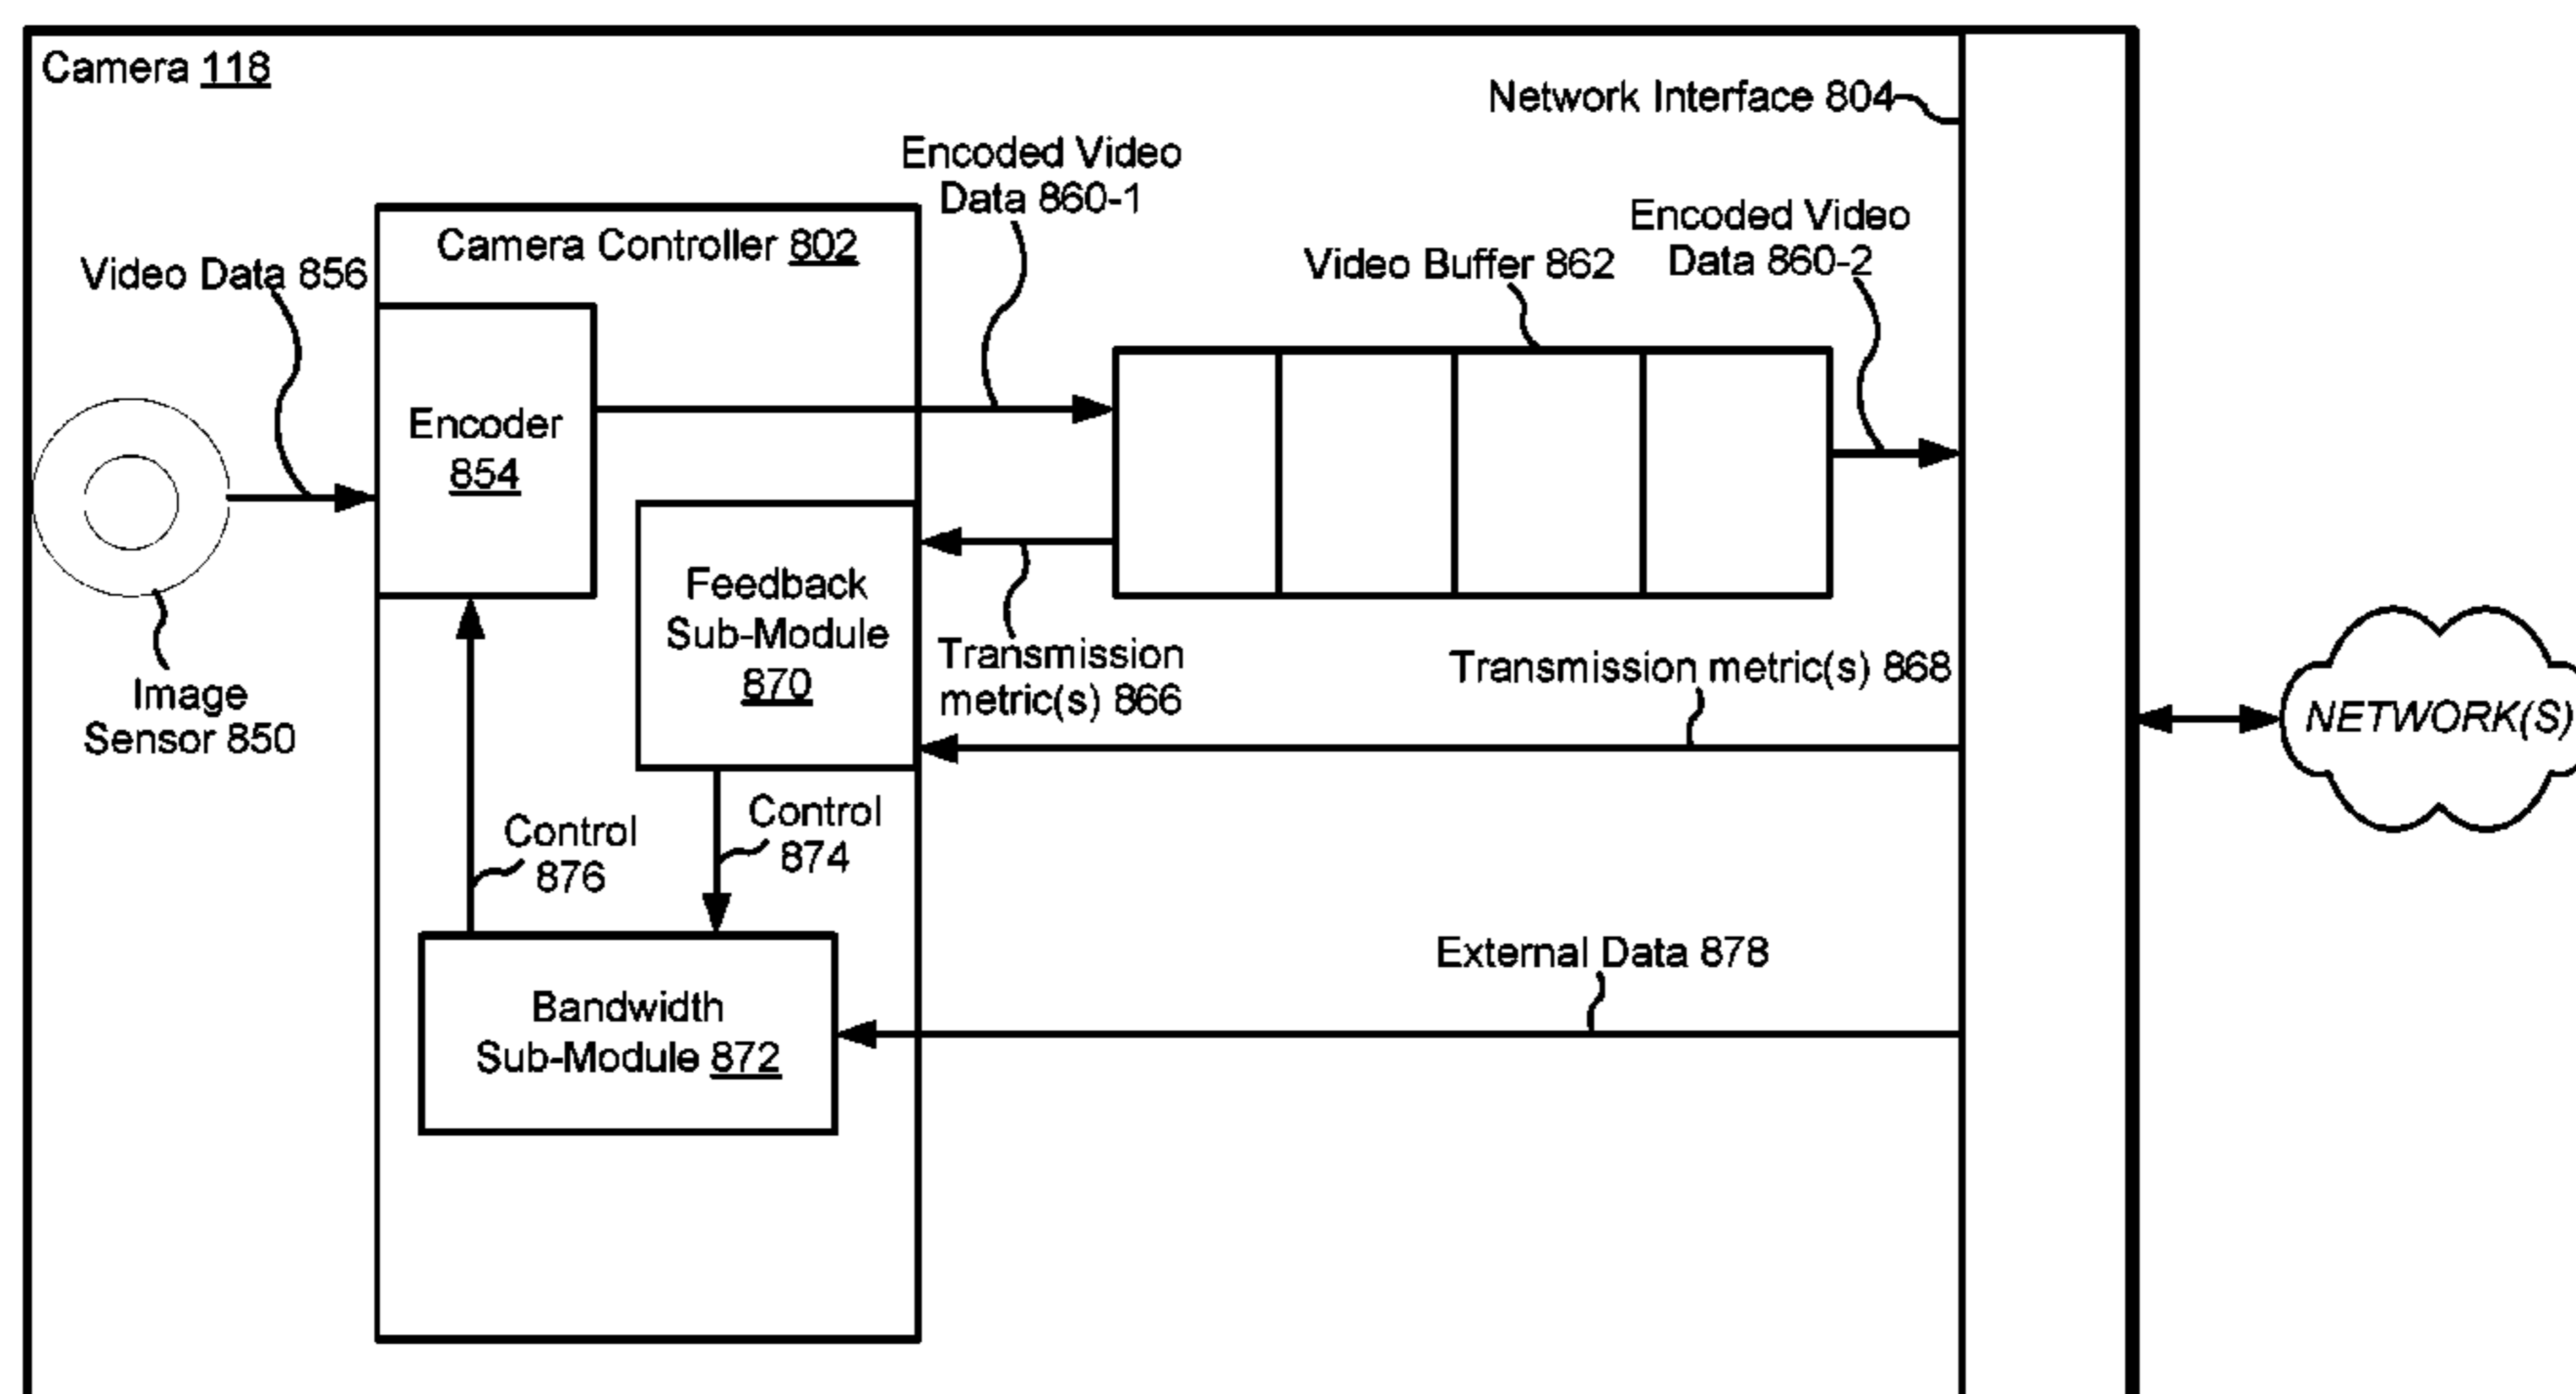 Camera 118
Network Interface 804
Encoded Video
Data 860-1
Encoded Video
Data 860-2
Camera Controller 802
Video Data 856
Video Buffer 862
Encoder
854
Feedback
Sub-Module
870
Transmission
metric(s) 866
Transmission metric(s) 868
Image
Sensor 850
NETWORK(S)
Control
874
Control
876
External Data 878
Bandwidth
Sub-Module 872